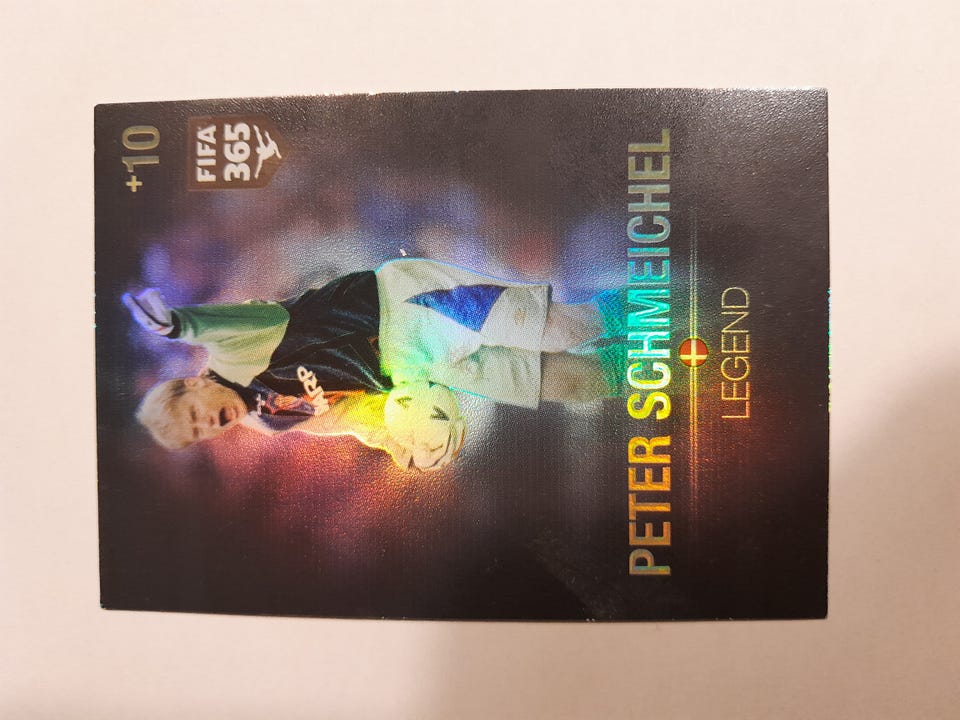 +10
FIFA
365
PETER SCHMEICHEL
LEGEND